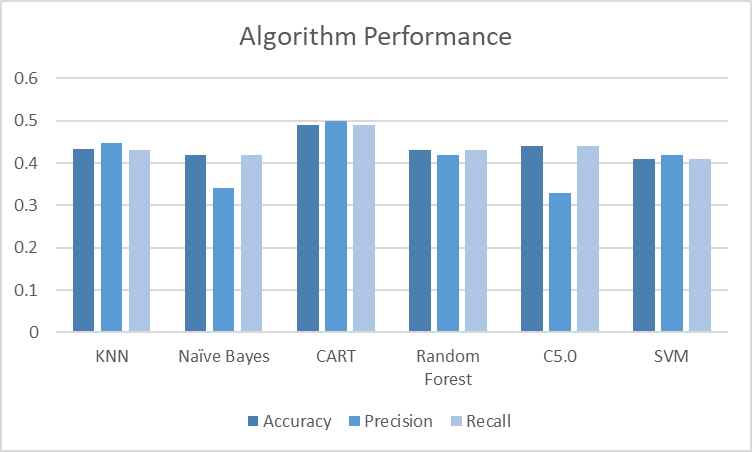 Algorithm Performance
0.6
0.5
0.4
0.3
0.2
0.1
0
KNN
Naïve Bayes
CART
Random
Forest
C5.0
SVM
Accuracy
Precision
Recall